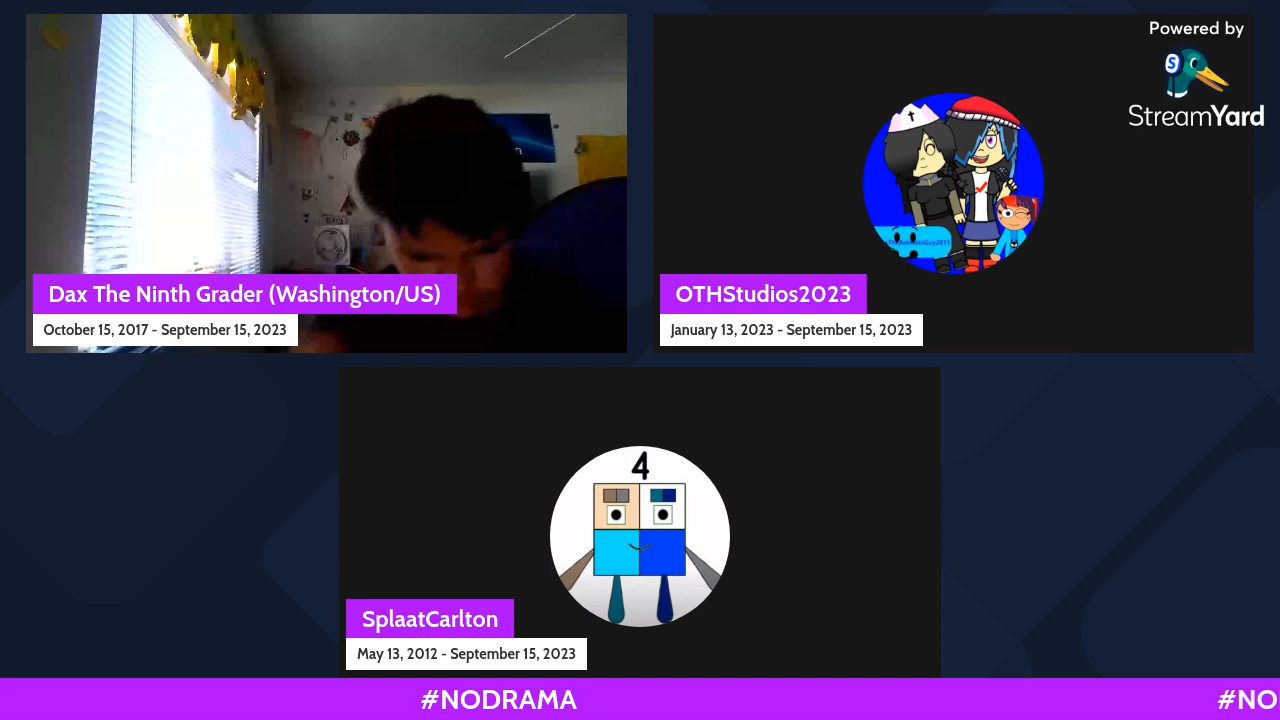 Powered by
S
StreamYard
Dax The Ninth Grader (Washington/US)
October 15, 2017 - September 15, 2023
OTHStudios2023
January 13, 2023 - September 15, 2023
4
SplaatCarlton
May 13, 2012 - September 15, 2023
#NODRAMA
#NO